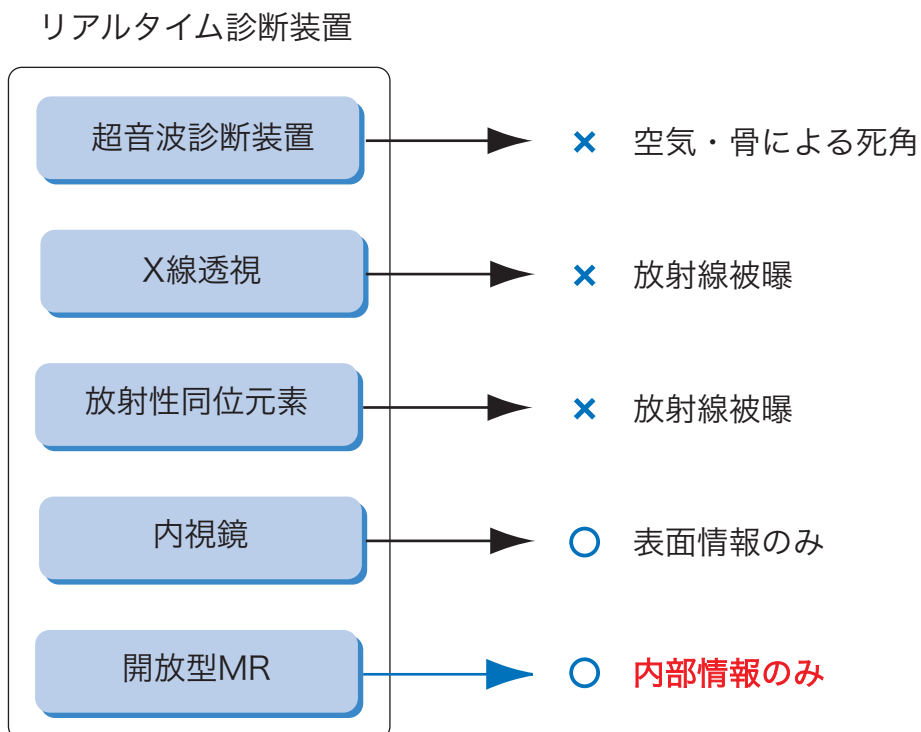 リアルタイム診断装置
超音波診断装置 × 空気・骨による死角
X線透視 × 放射線被曝
放射性同位元素 × 放射線被曝
内視鏡 ○ 表面情報のみ
開放型MR ○ 内部情報のみ